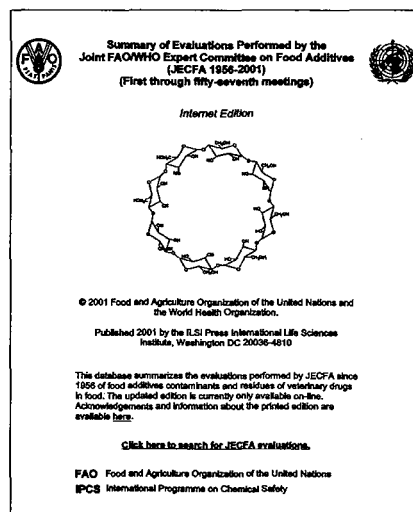 Summary of Evaluations Performed by the
Joint FAO/WHO Expert Committee on Food Additives
(JECFA 1956-2001)
(First through fifty-seventh meetings)
Internet Edition
© 2001 Food and Agriculture Organization of the United Nations and
the World Health Organization.
Published 2001 by the ILSI Press International Life Sciences
Institute, Washington DC 20036-4810
This database summarizes the evaluations performed by JECFA since
1956 of food additives contaminants and residues of veterinary drugs
in food. The updated edition is currently only available on-line.
Acknowledgements and information about the printed edition are
available here.
Click here to search for JECFA evaluations.
FAO Food and Agriculture Organization of the United Nations
IPCS International Programme on Chemical Safety